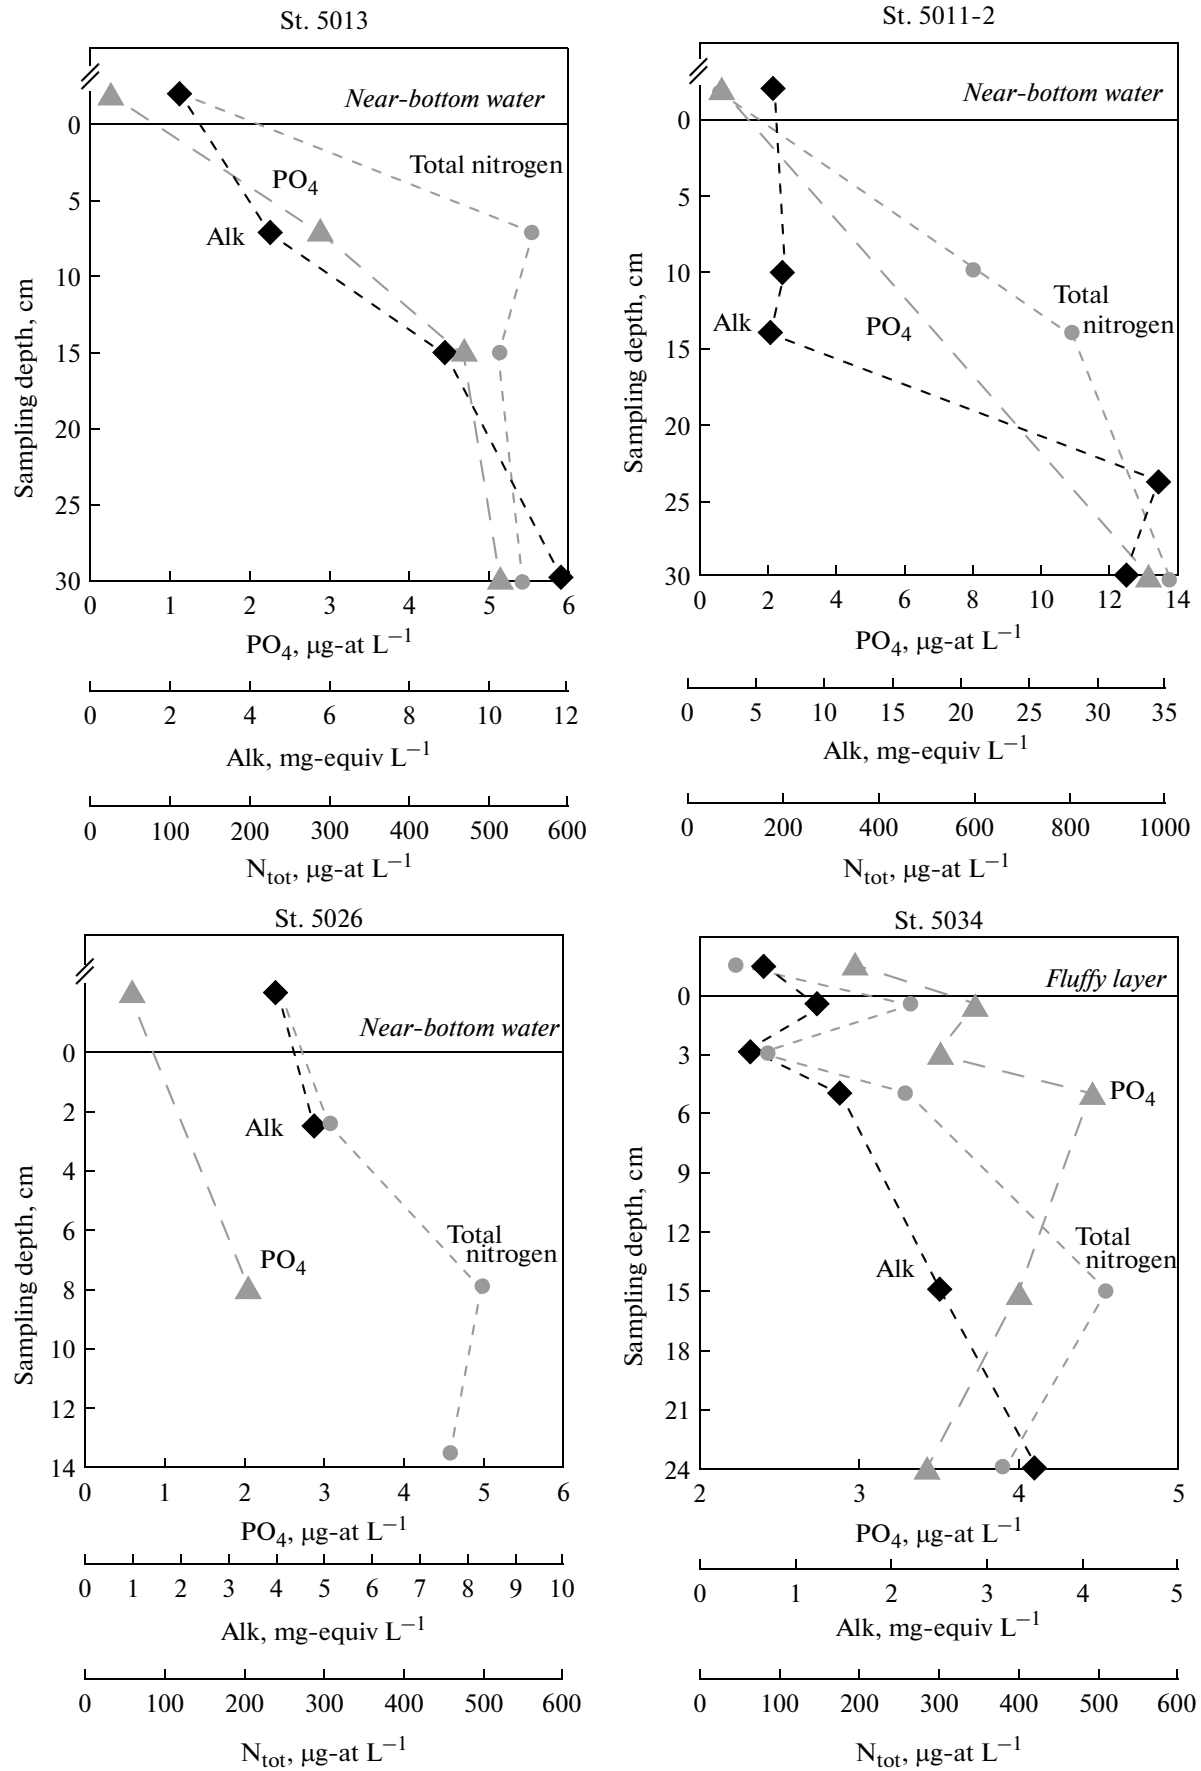 St. 5013
Near-bottom water
0
Total nitrogen
PO4
5
Alk
10
15
20
25
30
Sampling depth, cm
0 1 2 3 4 5 6
PO4, µg-at L−1
0 2 4 6 8 10 12
Alk, mg-equiv L−1
0 100 200 300 400 500 600
Ntot, µg-at L−1
St. 5011-2
Near-bottom water
0
5
10
Total
nitrogen
Alk
PO4
15
20
25
30
Sampling depth, cm
0 2 4 6 8 10 12 14
PO4, µg-at L−1
0 5 10 15 20 25 30 35
Alk, mg-equiv L−1
0 200 400 600 800 1000
Ntot, µg-at L−1
St. 5026
Near-bottom water
0
2
Alk
4
6
Total
nitrogen
PO4
8
10
12
14
Sampling depth, cm
0 1 2 3 4 5 6
PO4, µg-at L−1
0 1 2 3 4 5 6 7 8 9 10
Alk, mg-equiv L−1
0 100 200 300 400 500 600
Ntot, µg-at L−1
St. 5034
Fluffy layer
0
3
PO4
6
9
12
Total
nitrogen
Alk
15
18
21
24
Sampling depth, cm
2 3 4 5
PO4, µg-at L−1
0 1 2 3 4 5
Alk, mg-equiv L−1
0 100 200 300 400 500 600
Ntot, µg-at L−1